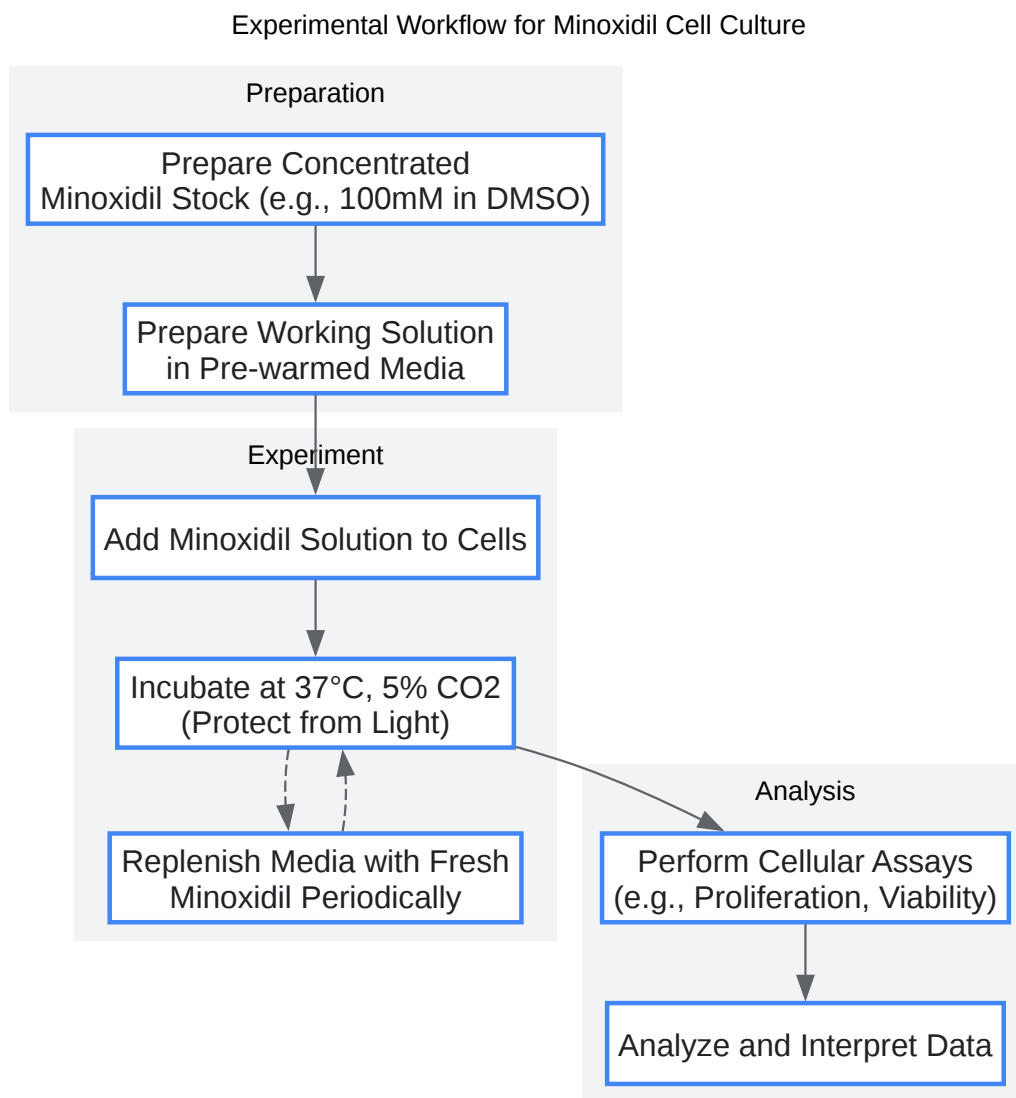 Experimental Workflow for Minoxidil Cell Culture
Preparation
Prepare Concentrated
Minoxidil Stock (e.g., 100mM in DMSO)
Prepare Working Solution
in Pre-warmed Media
Experiment
Add Minoxidil Solution to Cells
Incubate at 37°C, 5% CO2
(Protect from Light)
Replenish Media with Fresh
Minoxidil Periodically
Analysis
Perform Cellular Assays
(e.g., Proliferation, Viability)
Analyze and Interpret Data